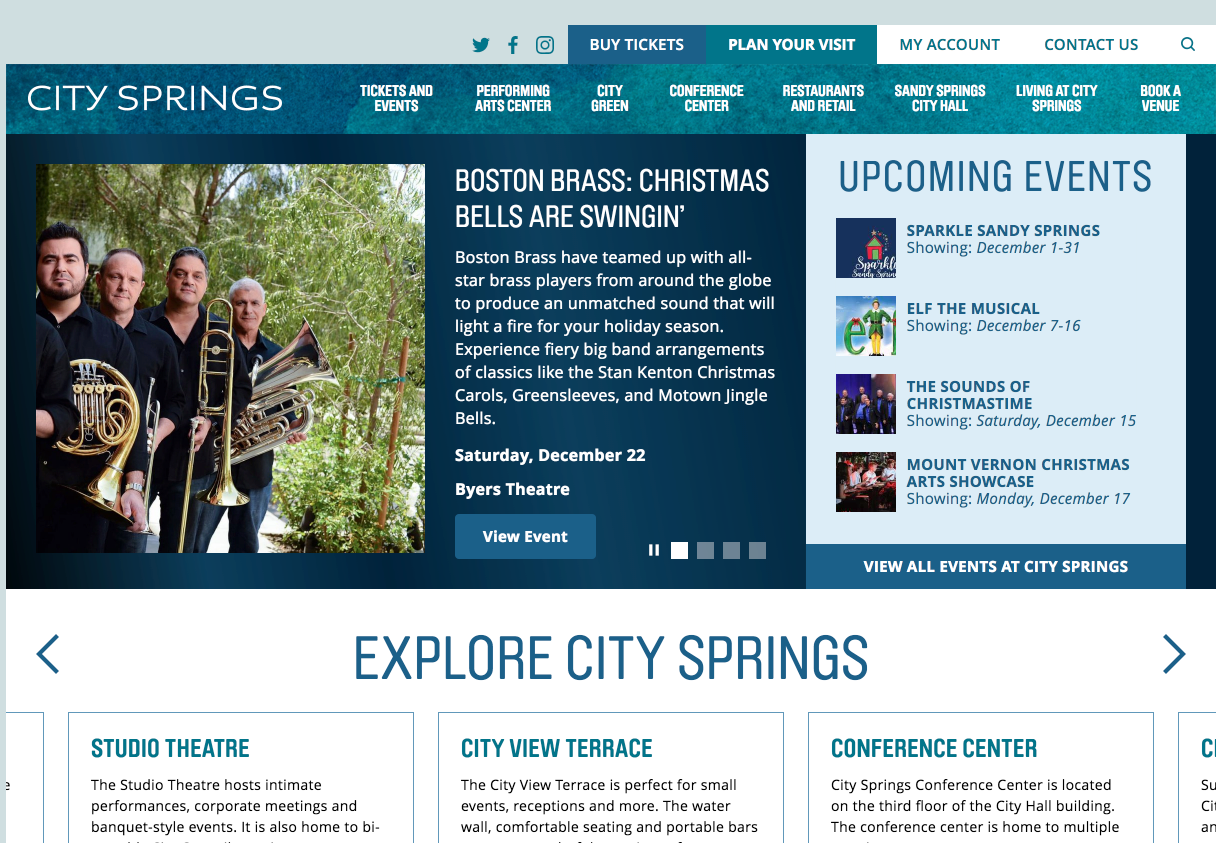 BUY TICKETS
PLAN YOUR VISIT
MY ACCOUNT
CONTACT US
CITY SPRINGS
TICKETS AND
EVENTS
PERFORMING
ARTS CENTER
CITY
GREEN
CONFERENCE
CENTER
RESTAURANTS
AND RETAIL
SANDY SPRINGS
CITY HALL
LIVING AT CITY
SPRINGS
BOOK A
VENUE
BOSTON BRASS: CHRISTMAS
BELLS ARE SWINGIN’
Boston Brass have teamed up with all-
star brass players from around the globe
to produce an unmatched sound that will
light a fire for your holiday season.
Experience fiery big band arrangements
of classics like the Stan Kenton Christmas
Carols, Greensleeves, and Motown Jingle
Bells.
Saturday, December 22
Byers Theatre
View Event
UPCOMING EVENTS
Sparkle
Sandy Sprin
SPARKLE SANDY SPRINGS
Showing: December 1-31
el
ELF THE MUSICAL
Showing: December 7-16
THE SOUNDS OF
CHRISTMASTIME
Showing: Saturday, December 15
MOUNT VERNON CHRISTMAS
ARTS SHOWCASE
Showing: Monday, December 17
VIEW ALL EVENTS AT CITY SPRINGS
EXPLORE CITY SPRINGS
e
STUDIO THEATRE
The Studio Theatre hosts intimate
performances, corporate meetings and
banquet-style events. It is also home to bi-
CITY VIEW TERRACE
The City View Terrace is perfect for small
events, receptions and more. The water
wall, comfortable seating and portable bars
CONFERENCE CENTER
City Springs Conference Center is located
on the third floor of the City Hall building.
The conference center is home to multiple
Su
Cit
an